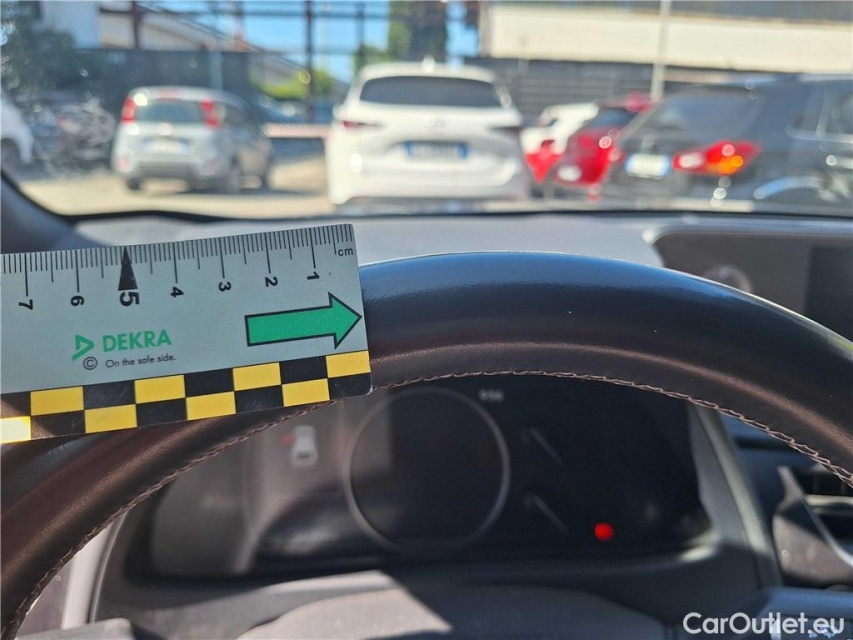 7 6 5 4 3 2 1 cm
DEKRA
© On the safe side.
CarOutlet.eu